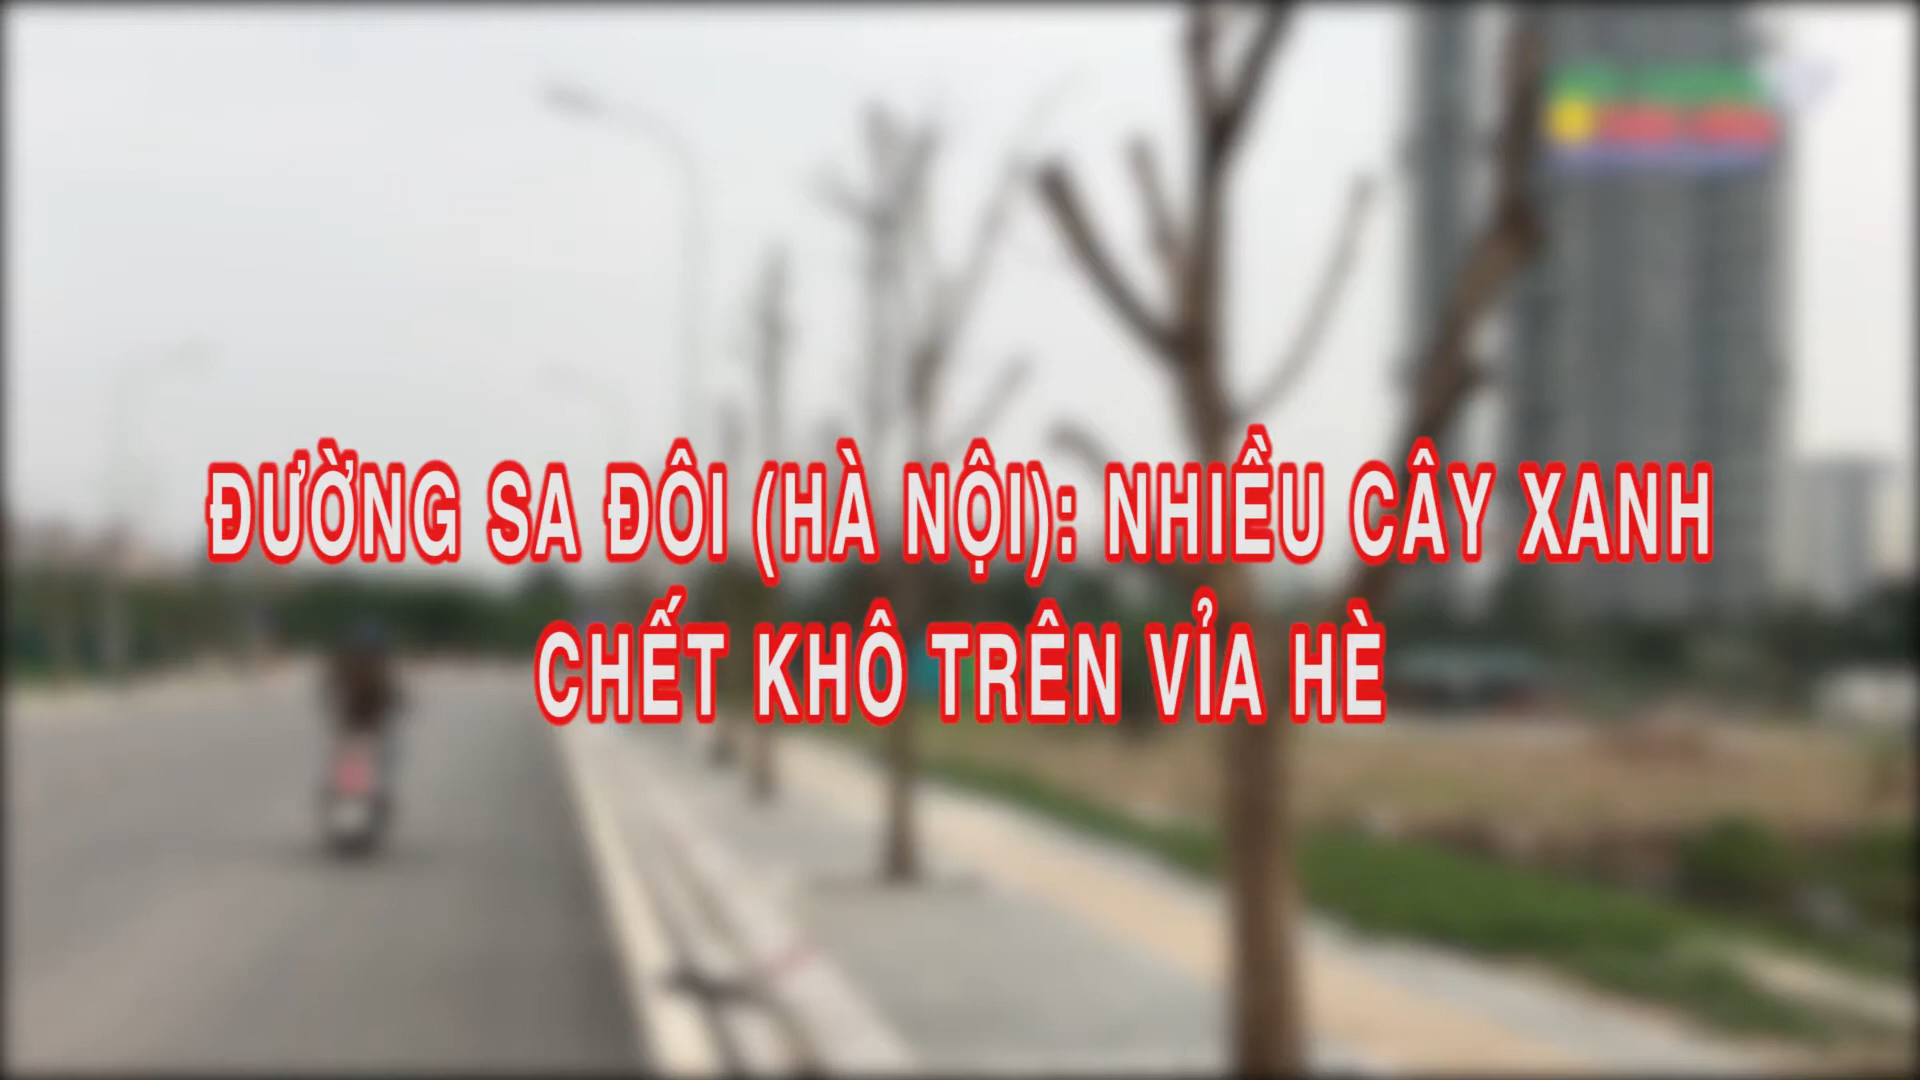 ĐƯỜNG SA ĐÔI (HÀ NỘI): NHIỀU CÂY XANH
CHẾT KHÔ TRÊN VỈA HÈ